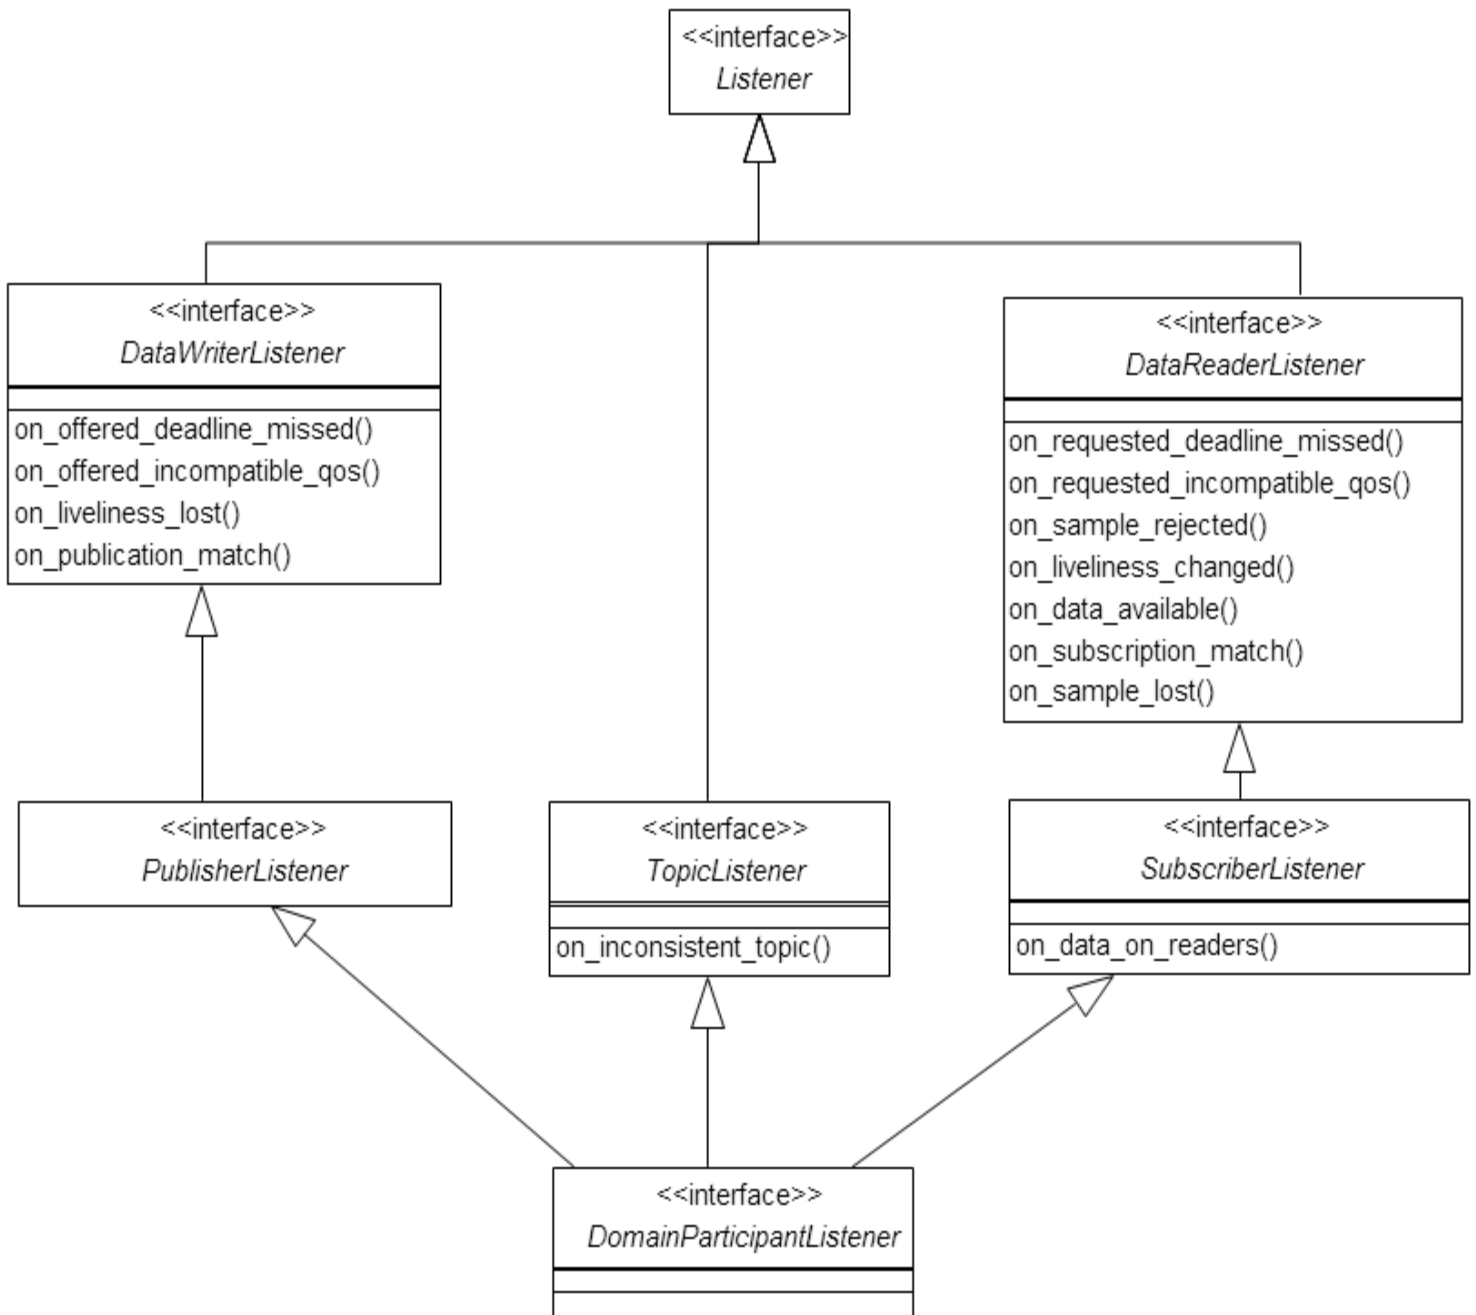 <<interface>>
Listener
<<interface>>
DataWriterListener
on_offered_deadline_missed()
on_offered_incompatible_qos()
on_liveliness_lost()
on_publication_match()
<<interface>>
DataReaderListener
on_requested_deadline_missed()
on_requested_incompatible_qos()
on_sample_rejected()
on_liveliness_changed()
on_data_available()
on_subscription_match()
on_sample_lost()
<<interface>>
PublisherListener
<<interface>>
TopicListener
on_inconsistent_topic()
<<interface>>
SubscriberListener
on_data_on_readers()
<<interface>>
DomainParticipantListener